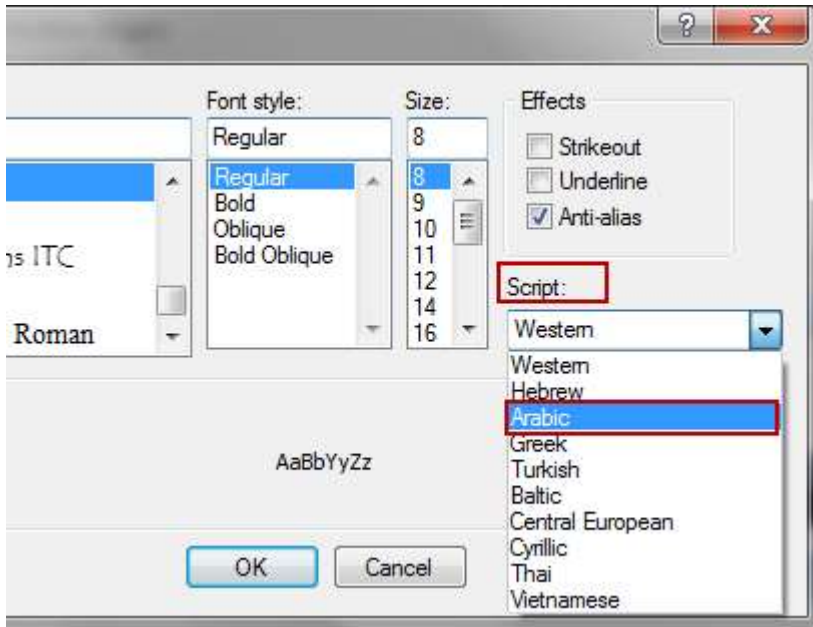 Font style:
Size:
Effects
Regular
8
Strikeout
Underline
Anti-alias
Regular
Bold
Oblique
Bold Oblique
8
9
10
11
12
14
16
ns ITC
Roman
Script:
Western
Western
Hebrew
Arabic
Greek
Turkish
Baltic
Central European
Cyrillic
Thai
Vietnamese
AaBbYyZz
OK
Cancel